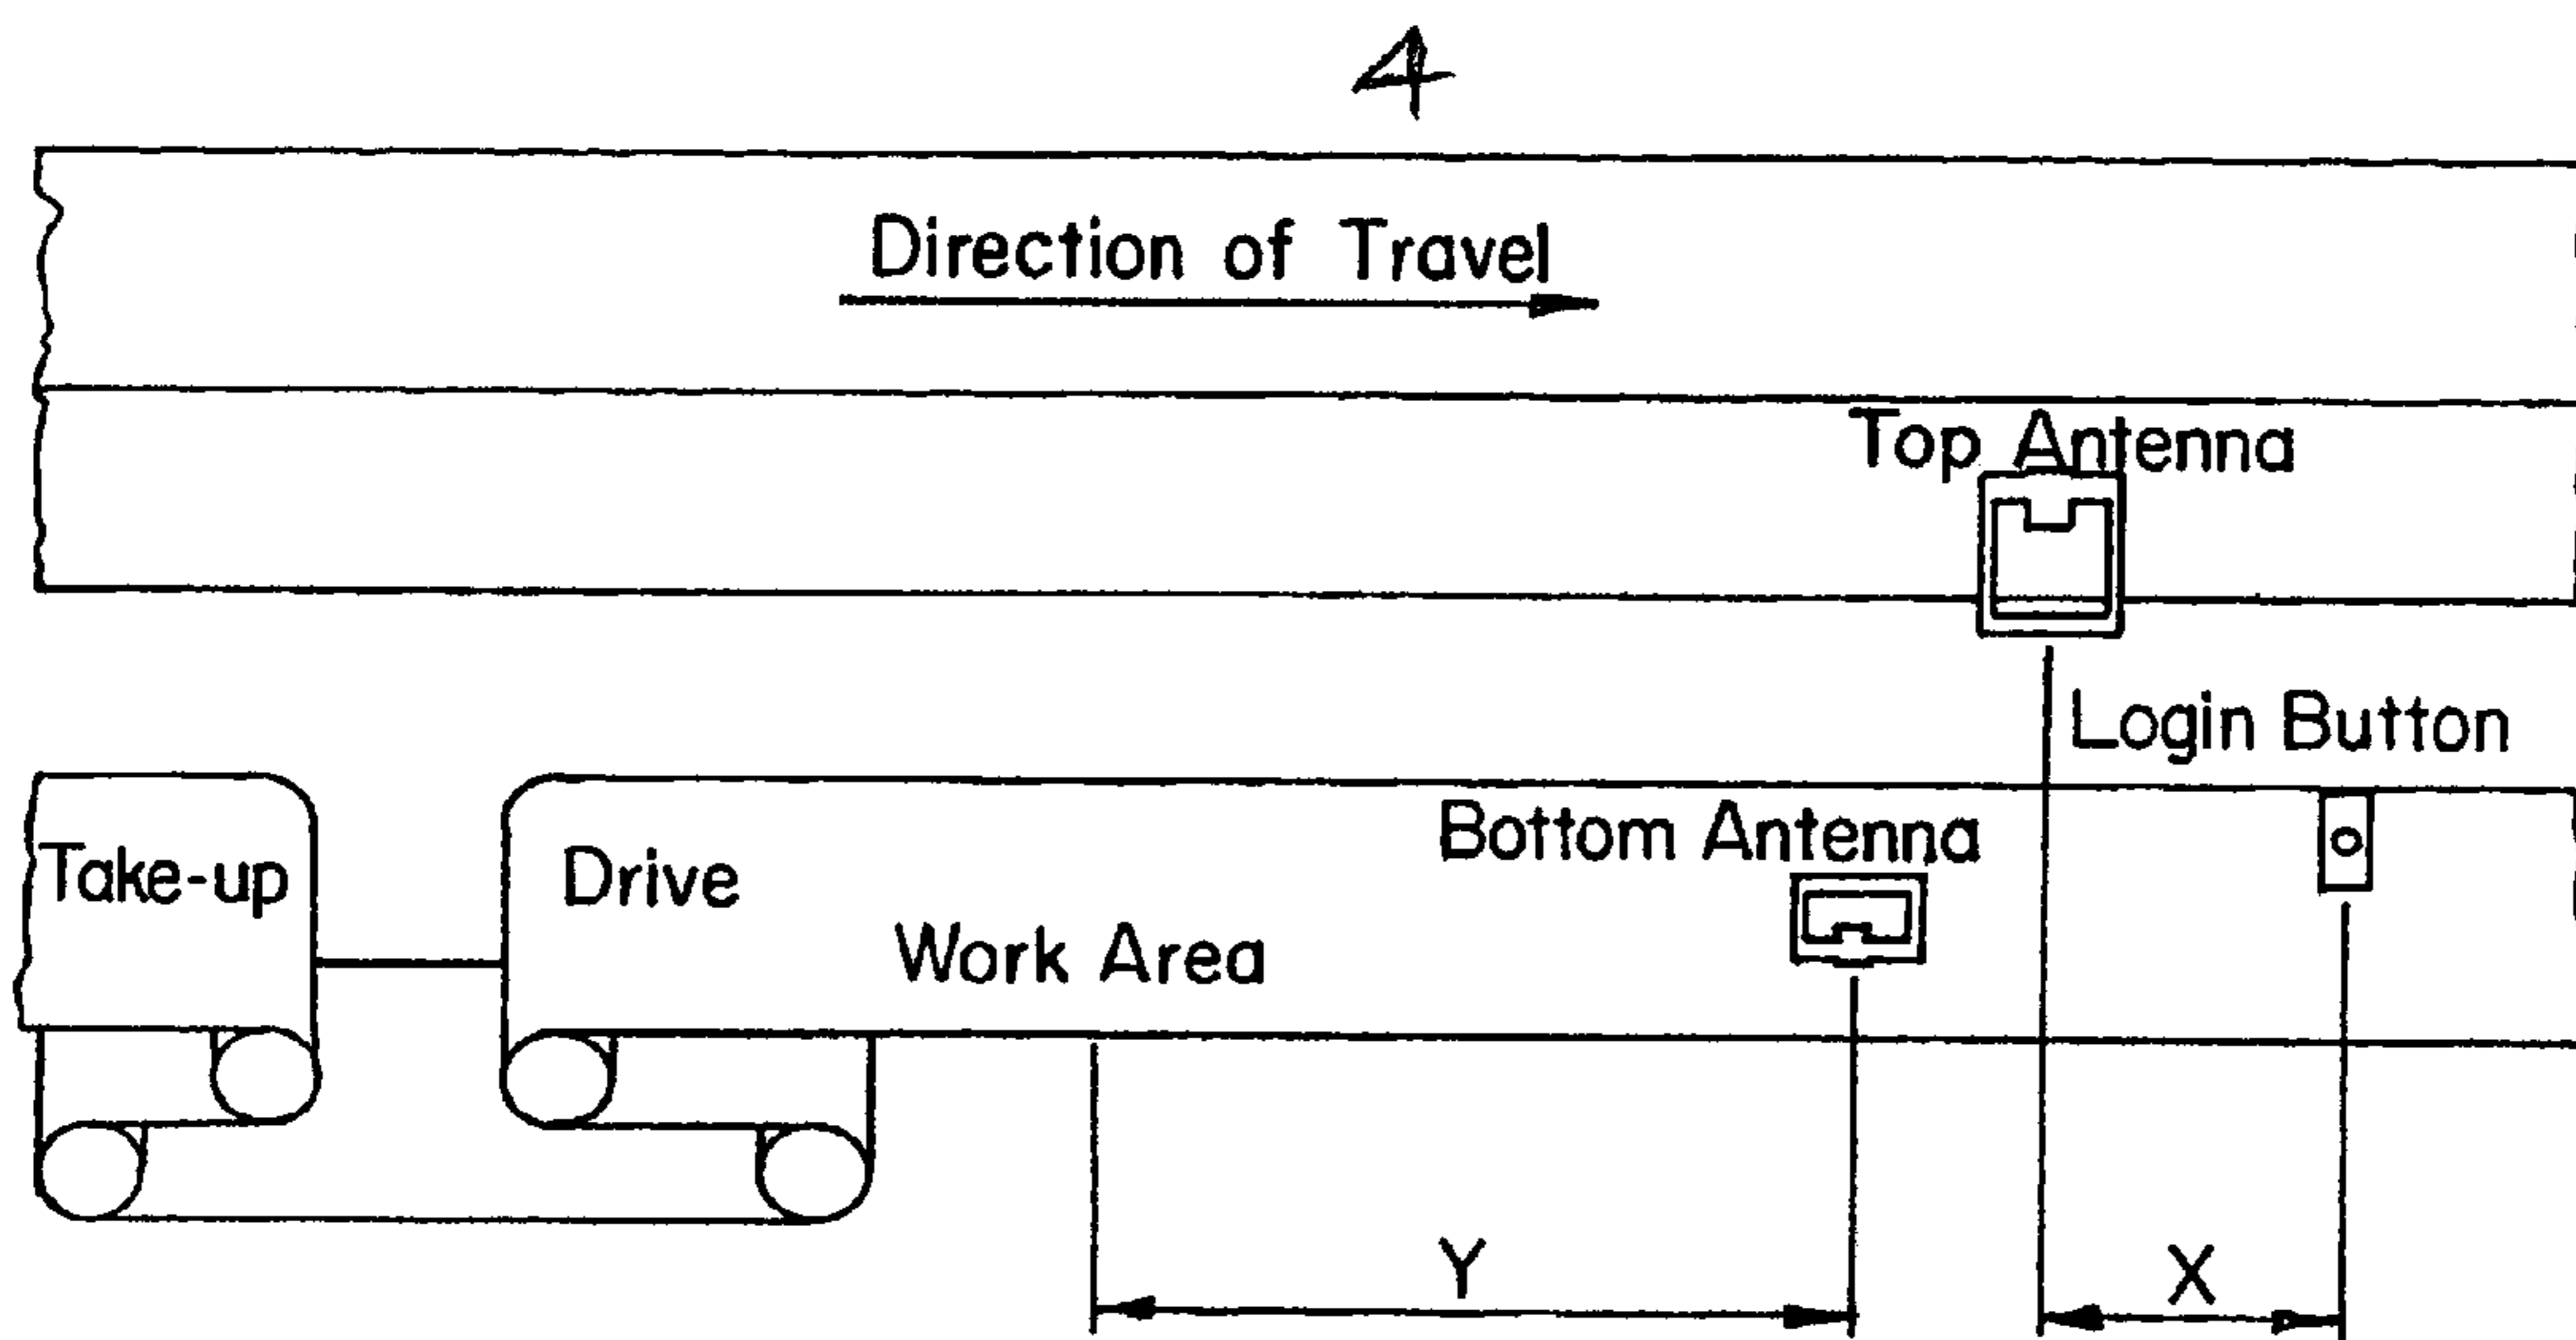 4
Direction of Travel
Top Antenna
Login Button
Bottom Antenna
Take-up
Drive
Work Area
Y
X